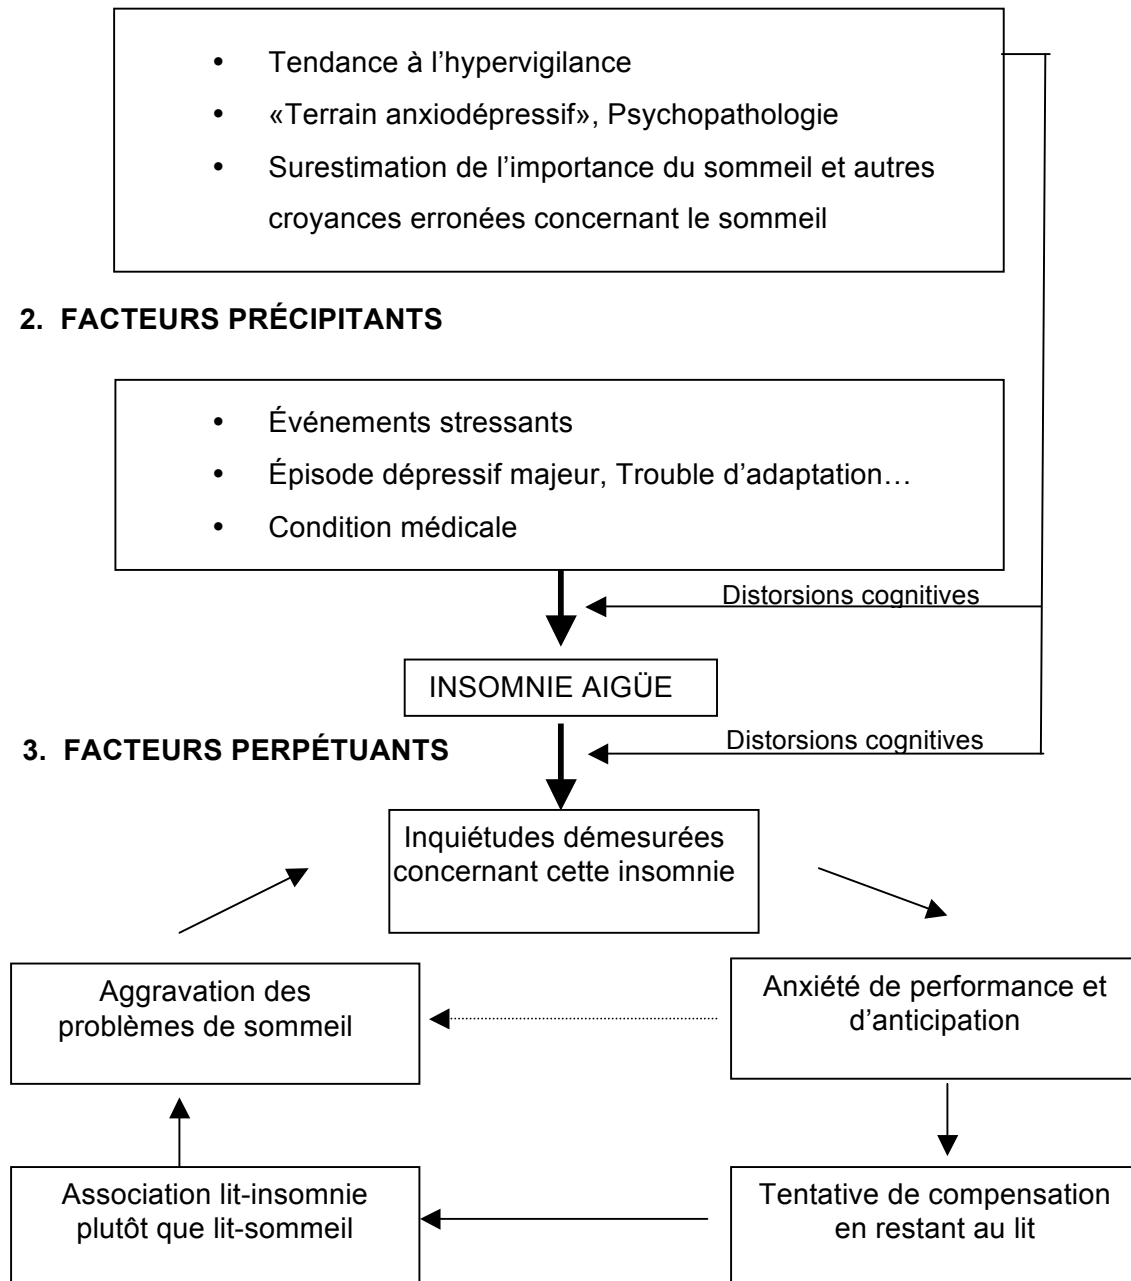 • Tendance à l’hypervigilance
• «Terrain anxiodépressif», Psychopathologie
• Surestimation de l’importance du sommeil et autres
croyances erronées concernant le sommeil
2. FACTEURS PRÉCIPITANTS
• Événements stressants
• Épisode dépressif majeur, Trouble d’adaptation…
• Condition médicale
Distorsions cognitives
INSOMNIE AIGÜE
3. FACTEURS PERPÉTUANTS
Distorsions cognitives
Inquiétudes démesurées
concernant cette insomnie
Aggravation des
problèmes de sommeil
Anxiété de performance et
d’anticipation
Association lit-insomnie
plutôt que lit-sommeil
Tentative de compensation
en restant au lit